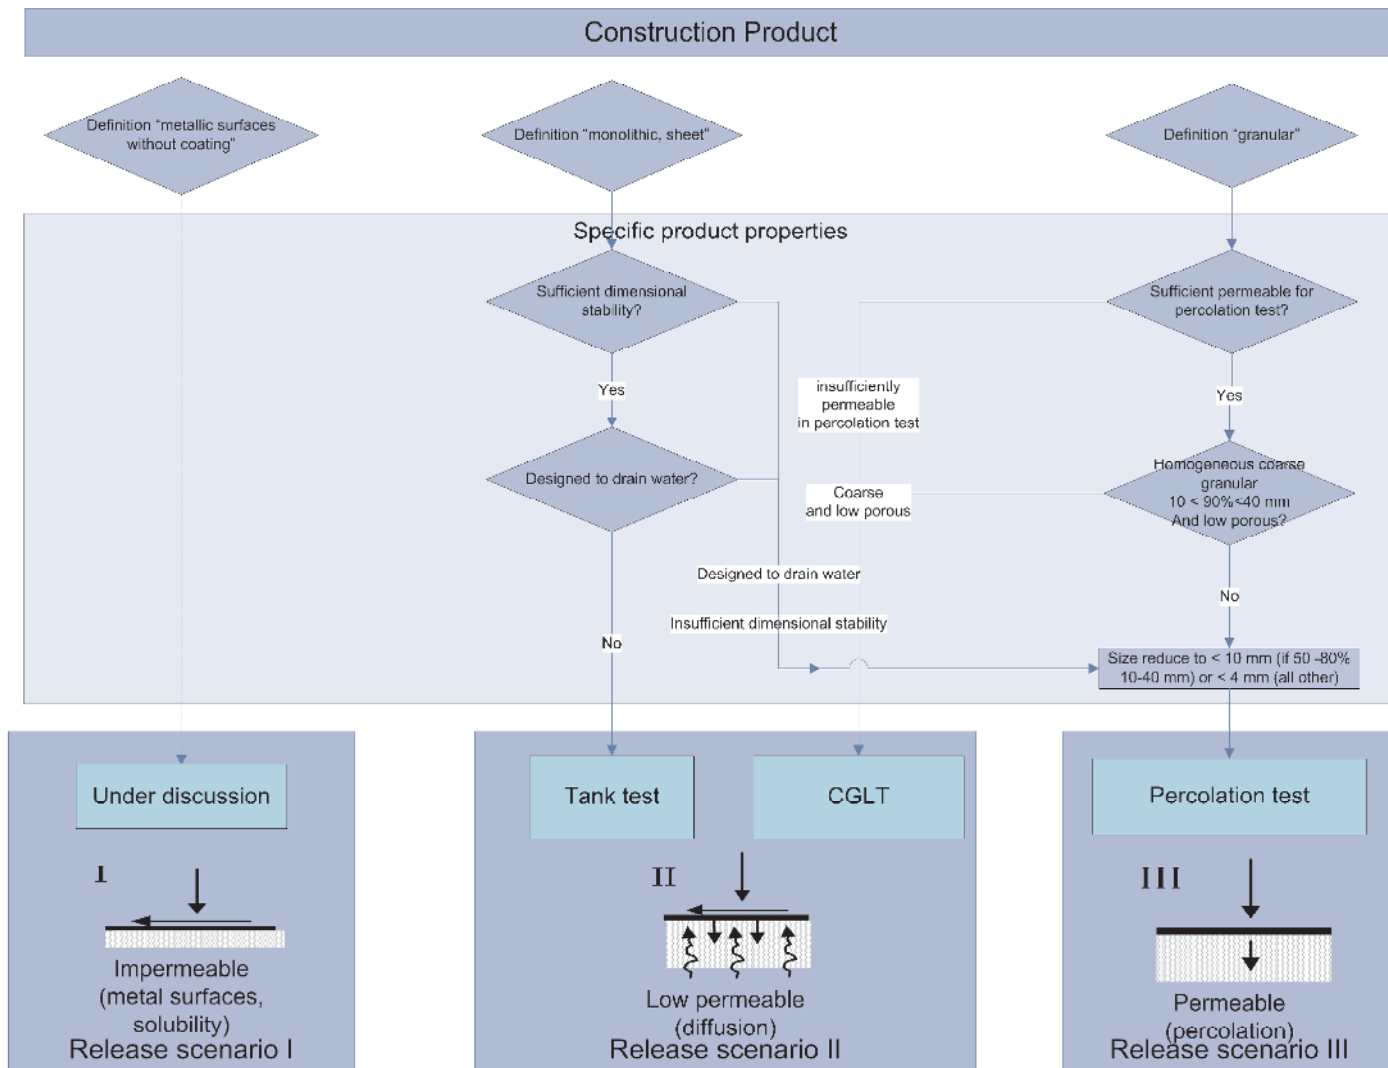 Construction Product
Definition “metallic surfaces
without coating”
Definition “monolithic, sheet”
Definition “granular”
Specific product properties
Sufficient dimensional
stability?
Sufficient permeable for
percolation test?
Yes
insufficiently
permeable
in percolation test
Yes
Designed to drain water?
Coarse
and low porous
Homogeneous coarse
granular
10 < 90%<40 mm
And low porous?
Designed to drain water
No
Insufficient dimensional stability
No
Size reduce to < 10 mm (if 50 -80%
10-40 mm) or < 4 mm (all other)
Under discussion
Tank test
CGLT
Percolation test
I
II
III
Impermeable
(metal surfaces,
solubility)
Release scenario I
Low permeable
(diffusion)
Release scenario II
Permeable
(percolation)
Release scenario III